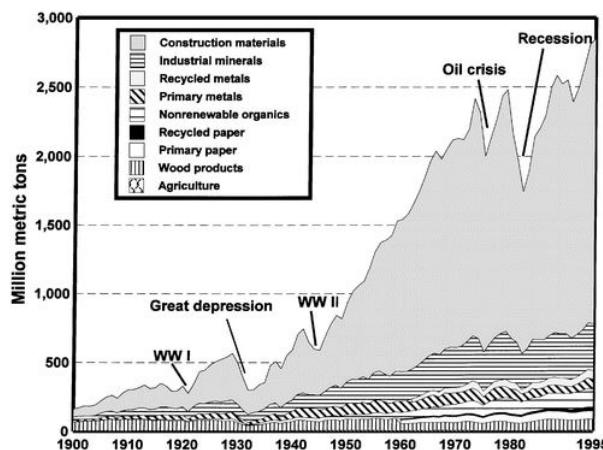 3,000
2,500
2,000
1,500
1,000
500
0
Million metric tons
Construction materials
Industrial minerals
Recycled metals
Primary metals
Nonrenewable organics
Recycled paper
Primary paper
Wood products
Agriculture
Recession
Oil crisis
WW II
Great depression
WW I
1900 1910 1920 1930 1940 1950 1960 1970 1980 1995